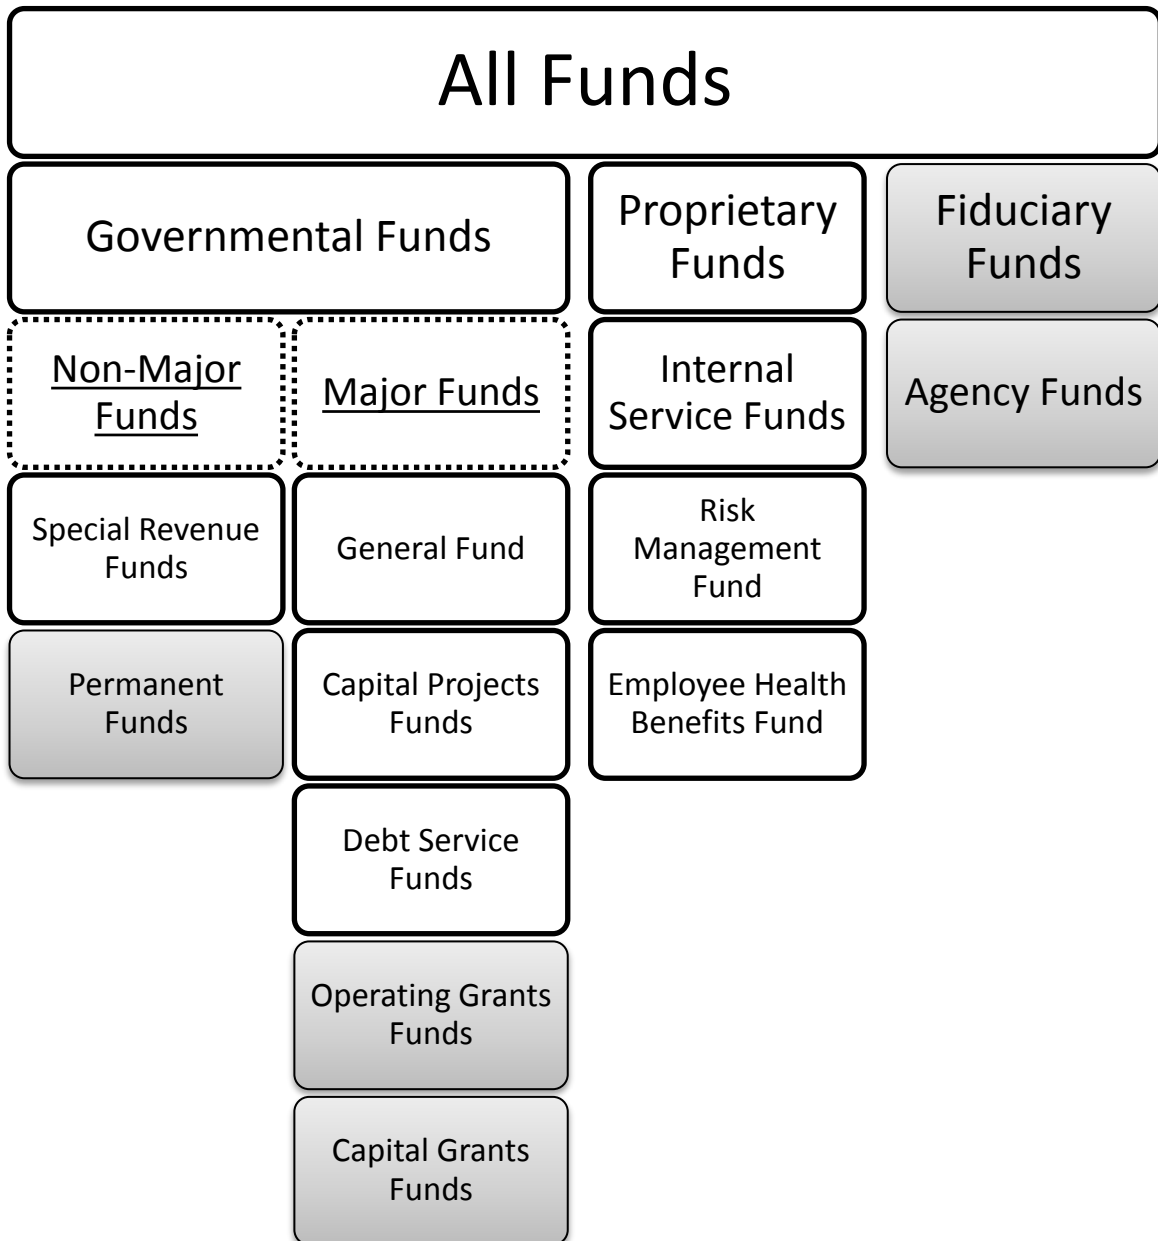 All Funds
Governmental Funds
Proprietary
Funds
Fiduciary
Funds
Non-Major
Funds
Major Funds
Internal
Service Funds
Agency Funds
Special Revenue
Funds
General Fund
Risk
Management
Fund
Permanent
Funds
Capital Projects
Funds
Employee Health
Benefits Fund
Debt Service
Funds
Operating Grants
Funds
Capital Grants
Funds